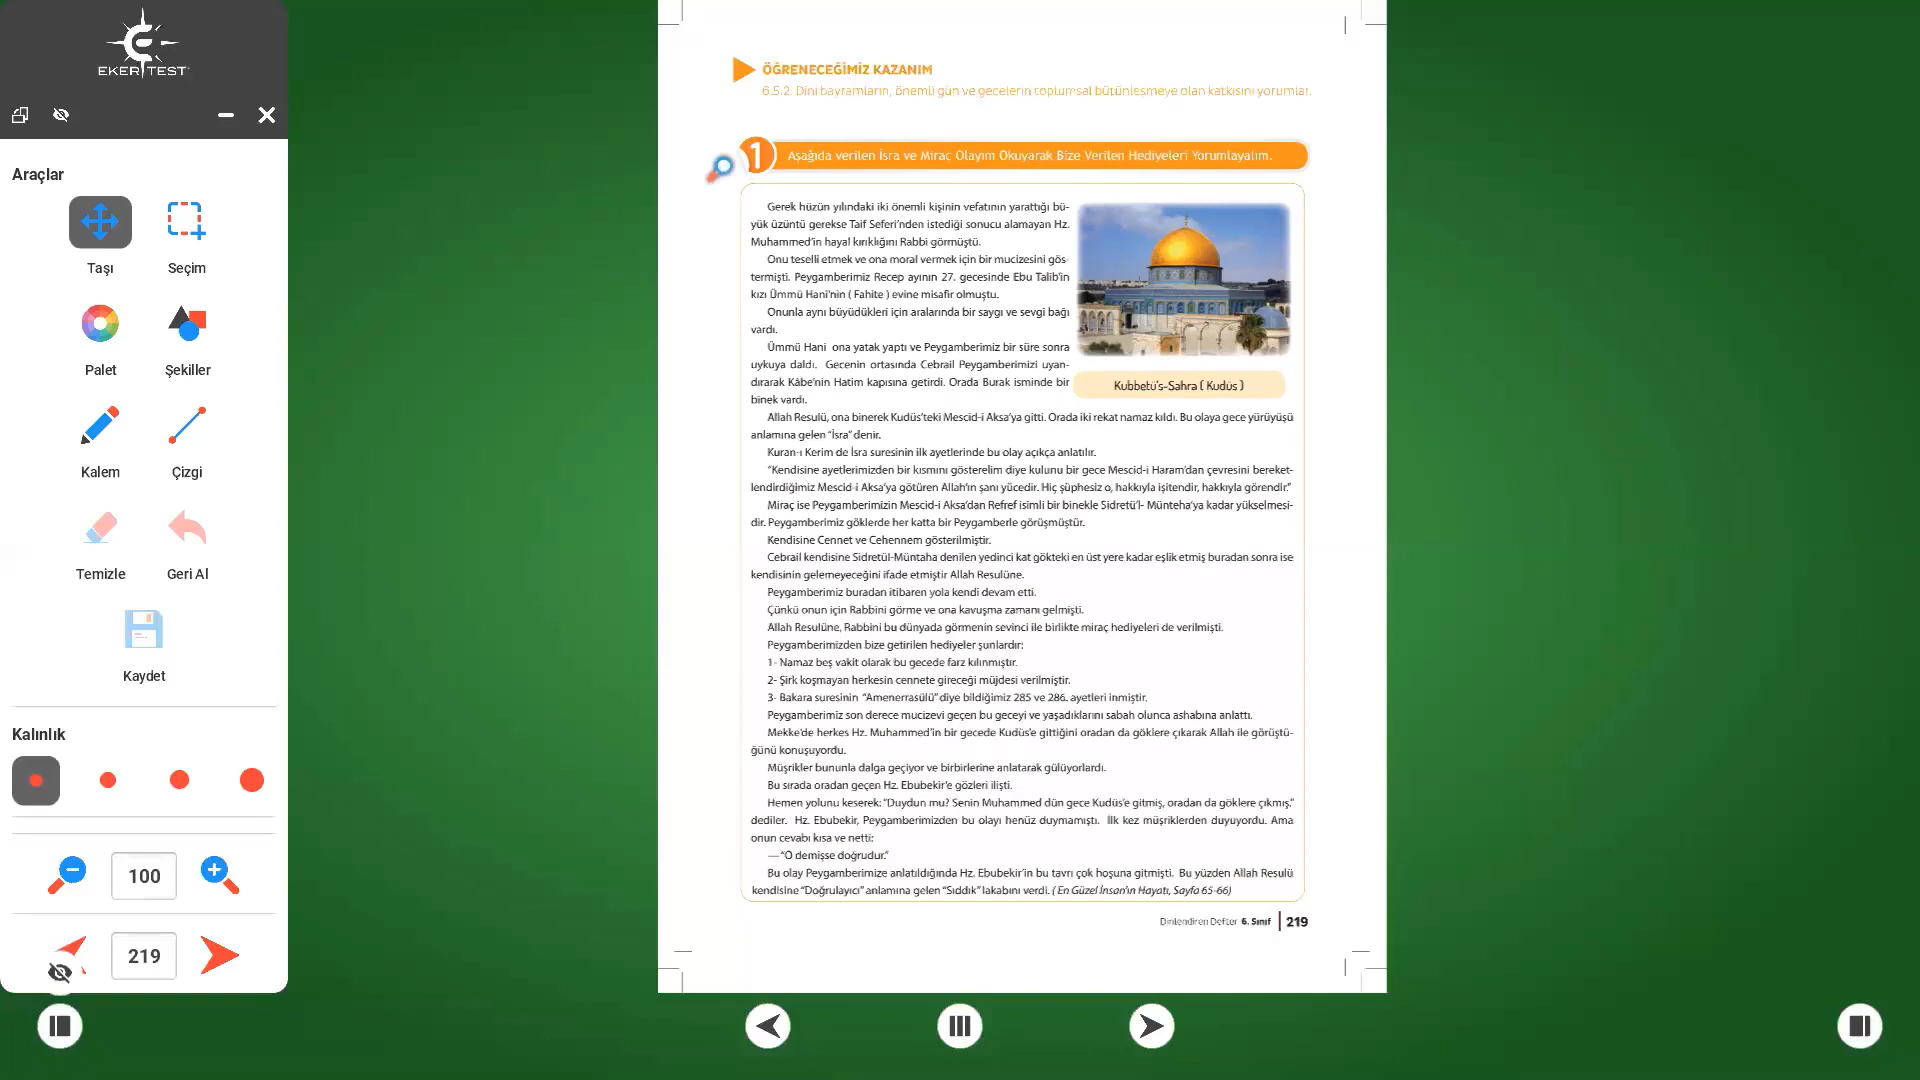 EKER TEST
Araçlar
Taşı
Seçim
Palet
Şekiller
Kalem
Çizgi
Temizle
Geri Al
Kaydet
Kalınlık
100
219
ÖĞRENECEĞİMİZ KAZANIM
6.5.2. Dini bayramların, önemli gün ve gecelerin toplumsal bütünleşmeye olan katkısını yorumlar.
1 Aşağıda verilen İsra ve Miraç Olayını Okuyarak Bize Verilen Hediyeleri Yorumlayalım.
Gerek hüzün yılındaki iki önemli kişinin vefatının yarattığı bü-
yük üzüntü gerekse Taif Seferi'nden istediği sonucu alamayan Hz.
Muhammed'in hayal kırıklığını Rabbi görmüştü.
Onu teselli etmek ve ona moral vermek için bir mucizesini gös-
termişti. Peygamberimiz Recep ayının 27. gecesinde Ebu Talib'in
kızı Ümmü Hani'nin ( Fahite ) evine misafir olmuştu.
Onunla aynı büyüdükleri için aralarında bir saygı ve sevgi bağı
vardı.
Ümmü Hani ona yatak yaptı ve Peygamberimiz bir süre sonra
uykuya daldı. Gecenin ortasında Cebrail Peygamberimizi uyan-
dırarak Kâbe'nin Hatim kapısına getirdi. Orada Burak isminde bir
binek vardı.
Kubbetü's-Sahra ( Kudüs )
Allah Resulü, ona binerek Kudüs'teki Mescid-i Aksa'ya gitti. Orada iki rekat namaz kıldı. Bu olaya gece yürüyüşü
anlamına gelen "İsra" denir.
Kuran-ı Kerim de İsra suresinin ilk ayetlerinde bu olay açıkça anlatılır.
"Kendisine ayetlerimizden bir kısmını gösterelim diye kulunu bir gece Mescid-i Haram'dan çevresini bereket-
lendirdiğimiz Mescid-i Aksa'ya götüren Allah'ın şanı yücedir. Hiç şüphesiz o, hakkıyla işitendir, hakkıyla görendir."
Miraç ise Peygamberimizin Mescid-i Aksa'dan Refref isimli bir binekle Sidretü'l- Münteha'ya kadar yükselmesi-
dir. Peygamberimiz göklerde her katta bir Peygamberle görüşmüştür.
Kendisine Cennet ve Cehennem gösterilmiştir.
Cebrail kendisine Sidretül-Müntaha denilen yedinci kat gökteki en üst yere kadar eşlik etmiş buradan sonra ise
kendisinin gelemeyeceğini ifade etmiştir Allah Resulüne.
Peygamberimiz buradan itibaren yola kendi devam etti.
Çünkü onun için Rabbini görme ve ona kavuşma zamanı gelmişti.
Allah Resulüne, Rabbini bu dünyada görmenin sevinci ile birlikte miraç hediyeleri de verilmişti.
Peygamberimizden bize getirilen hediyeler şunlardır:
1- Namaz beş vakit olarak bu gecede farz kılınmıştır.
2- Şirk koşmayan herkesin cennete gireceği müjdesi verilmiştir.
3- Bakara suresinin "Amenerrasülü" diye bildiğimiz 285 ve 286. ayetleri inmiştir.
Peygamberimiz son derece mucizevi geçen bu geceyi ve yaşadıklarını sabah olunca ashabına anlattı.
Mekke'de herkes Hz. Muhammed'in bir gecede Kudüs'e gittiğini oradan da göklere çıkarak Allah ile görüştü-
ğünü konuşuyordu.
Müşrikler bununla dalga geçiyor ve birbirlerine anlatarak gülüyorlardı.
Bu sırada oradan geçen Hz. Ebubekir'e gözleri ilişti.
Hemen yolunu keserek: "Duydun mu? Senin Muhammed dün gece Kudüs'e gitmiş, oradan da göklere çıkmış."
dediler. Hz. Ebubekir, Peygamberimizden bu olayı henüz duymamıştı. İlk kez müşriklerden duyuyordu. Ama
onun cevabı kısa ve netti:
—"O demişse doğrudur."
Bu olay Peygamberimize anlatıldığında Hz. Ebubekir'in bu tavrı çok hoşuna gitmişti. Bu yüzden Allah Resulü
kendisine "Doğrulayıcı" anlamına gelen "Sıddık" lakabını verdi. ( En Güzel İnsan'ın Hayatı, Sayfa 65-66)
Dinlendiren Defter 6. Sınıf 219